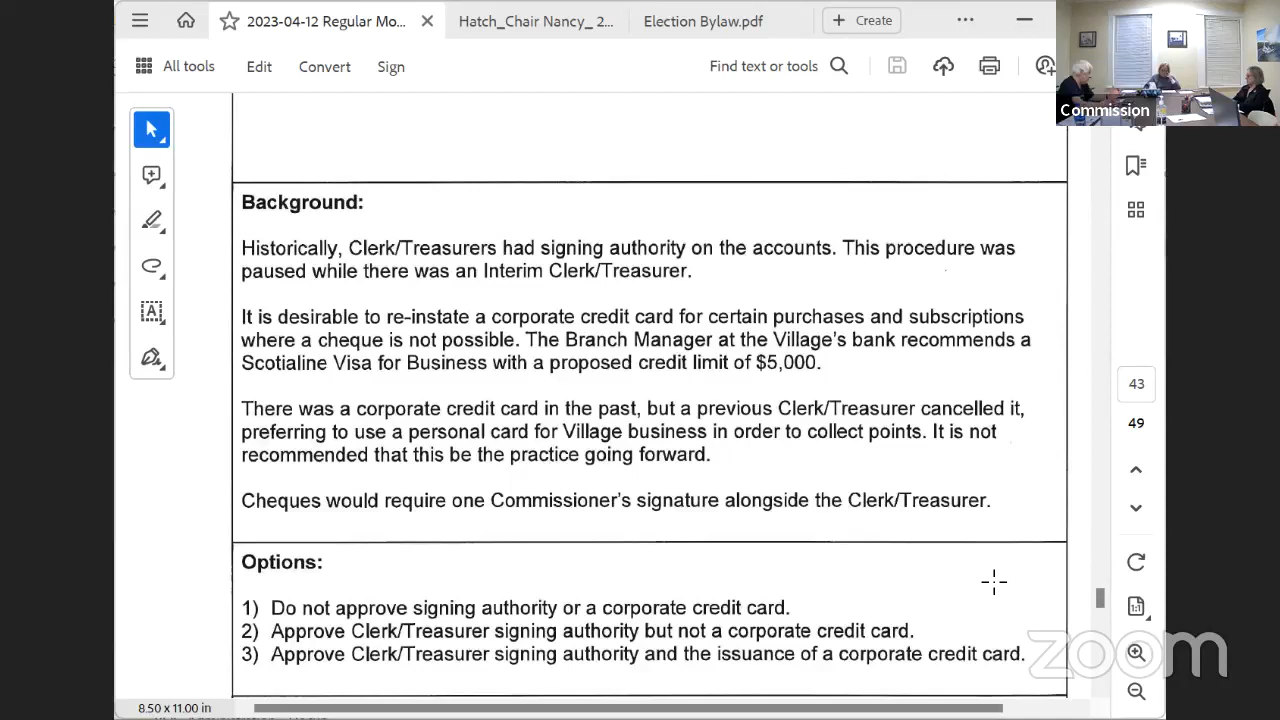 2023-04-12 Regular Mo...
Hatch_Chair Nancy_ 2...
Election Bylaw.pdf
+ Create
All tools
Edit
Convert
Sign
Find text or tools
Commission
Background:
Historically, Clerk/Treasurers had signing authority on the accounts. This procedure was
paused while there was an Interim Clerk/Treasurer.
It is desirable to re-instate a corporate credit card for certain purchases and subscriptions
where a cheque is not possible. The Branch Manager at the Village's bank recommends a
Scotialine Visa for Business with a proposed credit limit of $5,000.
There was a corporate credit card in the past, but a previous Clerk/Treasurer cancelled it,
preferring to use a personal card for Village business in order to collect points. It is not
recommended that this be the practice going forward.
Cheques would require one Commissioner's signature alongside the Clerk/Treasurer.
Options:
1) Do not approve signing authority or a corporate credit card.
2) Approve Clerk/Treasurer signing authority but not a corporate credit card.
3) Approve Clerk/Treasurer signing authority and the issuance of a corporate credit card.
43
49
1:1
zoom
8.50 x 11.00 in